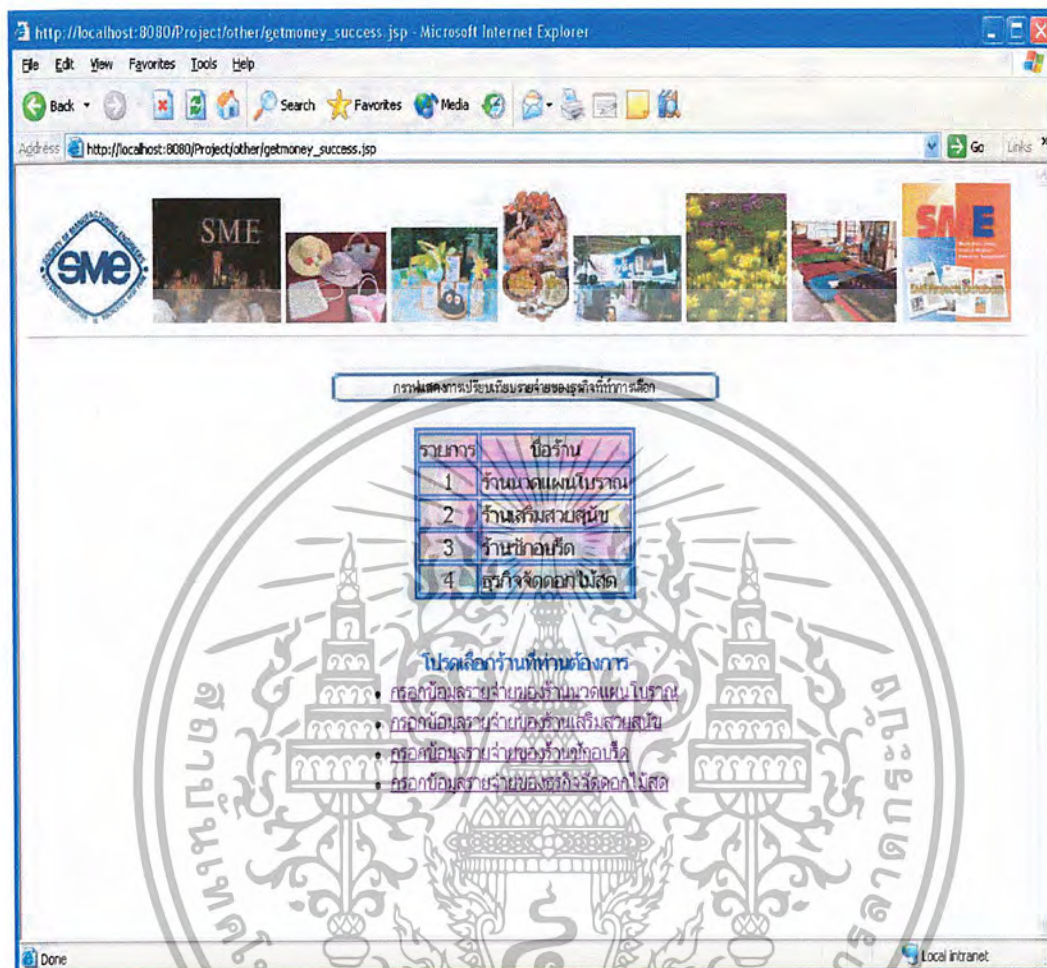 http://localhost:8080/Project/other/getmoney_success.jsp - Microsoft Internet Explorer
File Edit View Favorites Tools Help
Back Search Favorites Media
Address http://localhost:8080/Project/other/getmoney_success.jsp Go Links
SOCIETY OF MANUFACTURING ENGINEERS
SME
SME
SME
SME Projects Database
กราฟแสดงการเปรียบเทียบรายจ่ายของธุรกิจที่ทำการเลือก
รายการ ชื่อร้าน
1 ร้านนวดแผนโบราณ
2 ร้านเสริมสวยสุนัข
3 ร้านซักอบรีด
4 ธุรกิจจัดดอกไม้สด
โปรดเลือกร้านที่ท่านต้องการ
กรอกข้อมูลรายจ่ายของร้านนวดแผนโบราณ
กรอกข้อมูลรายจ่ายของร้านเสริมสวยสุนัข
กรอกข้อมูลรายจ่ายของร้านซักอบรีด
กรอกข้อมูลรายจ่ายของธุรกิจจัดดอกไม้สด
Done Local intranet